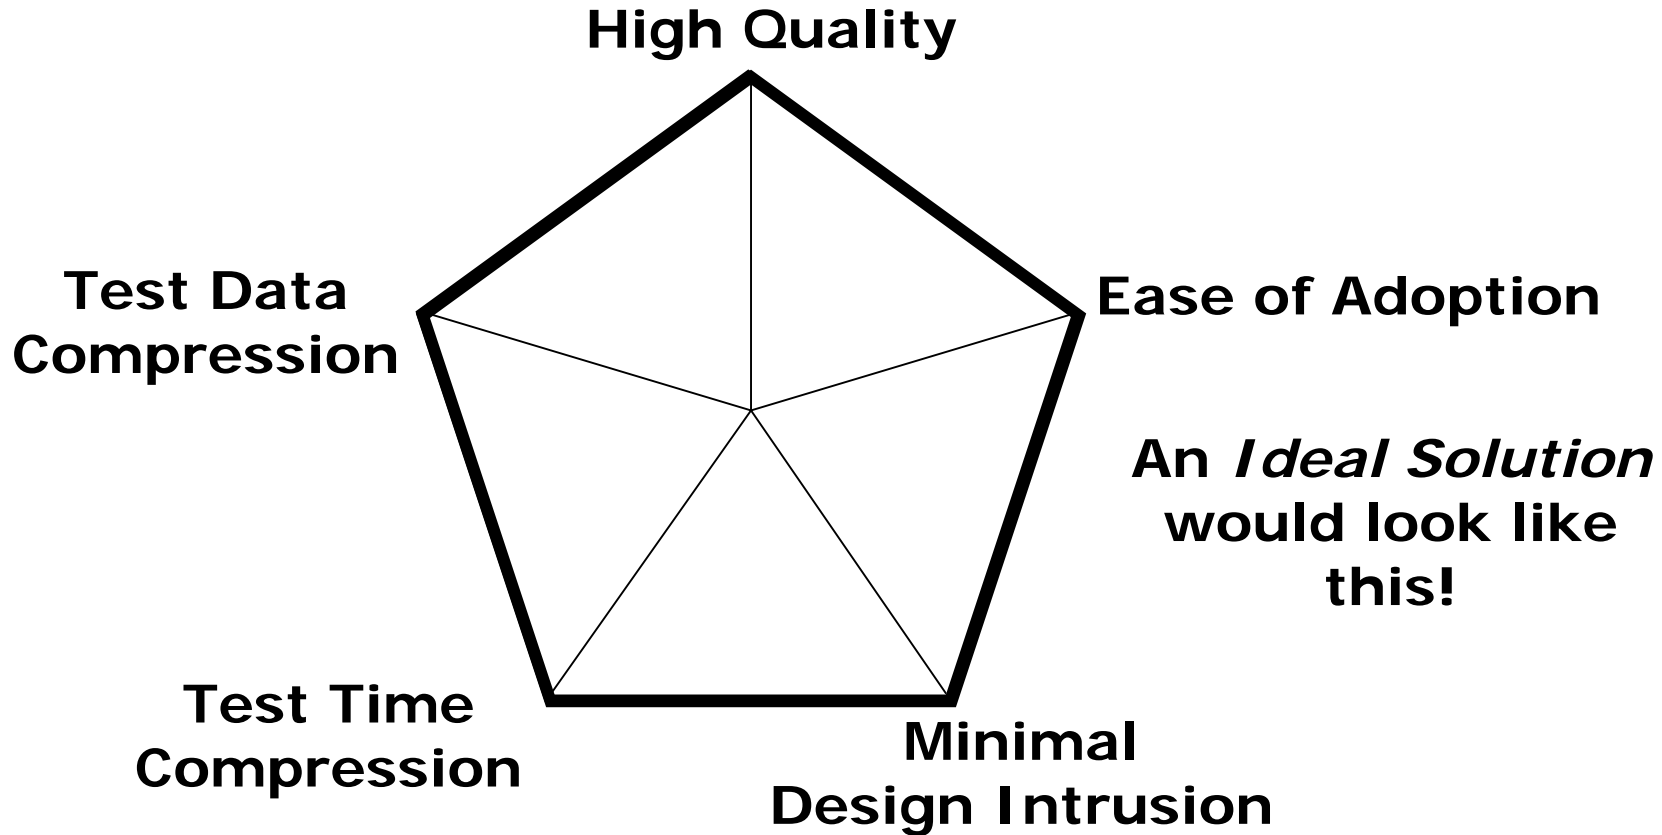 High Quality
Test Data
Compression
Ease of Adoption
An Ideal Solution
would look like
this!
Test Time
Compression
Minimal
Design Intrusion